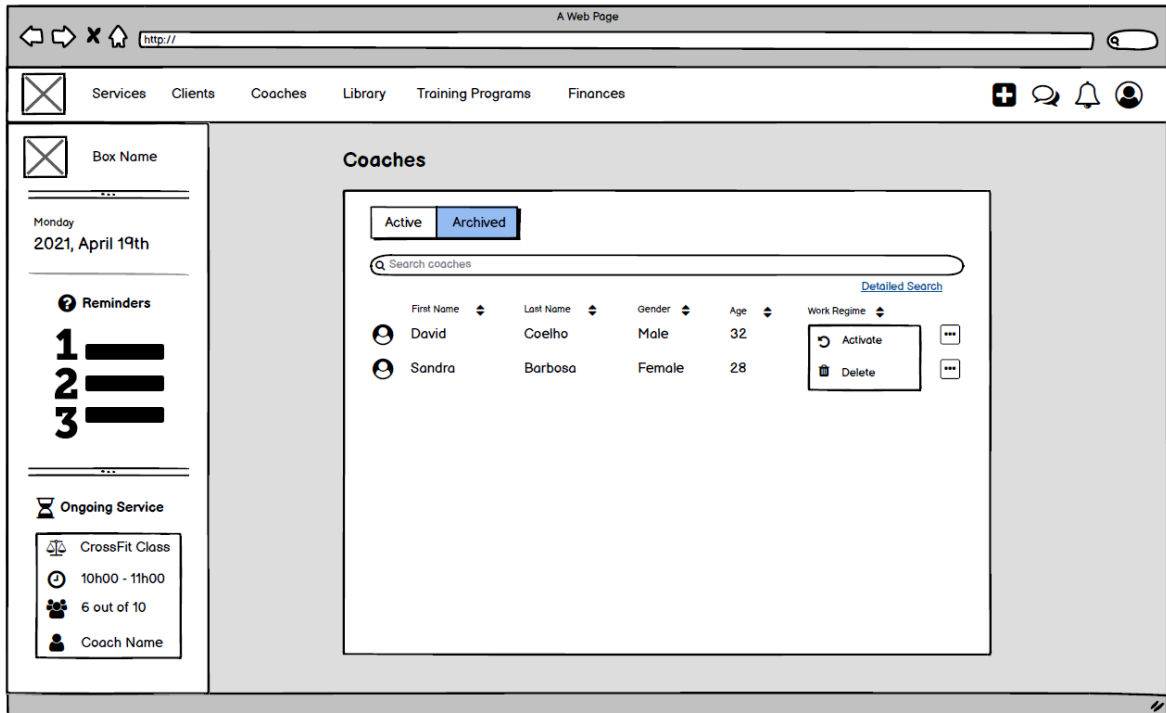 A Web Page
http://
Services Clients Coaches Library Training Programs Finances
Box Name
Monday
2021, April 19th
Reminders
1
2
3
Ongoing Service
CrossFit Class
10h00 - 11h00
6 out of 10
Coach Name
Coaches
Active Archived
Search coaches
Detailed Search
First Name Last Name Gender Age Work Regime
David Coelho Male 32
Sandra Barbosa Female 28
Activate
Delete